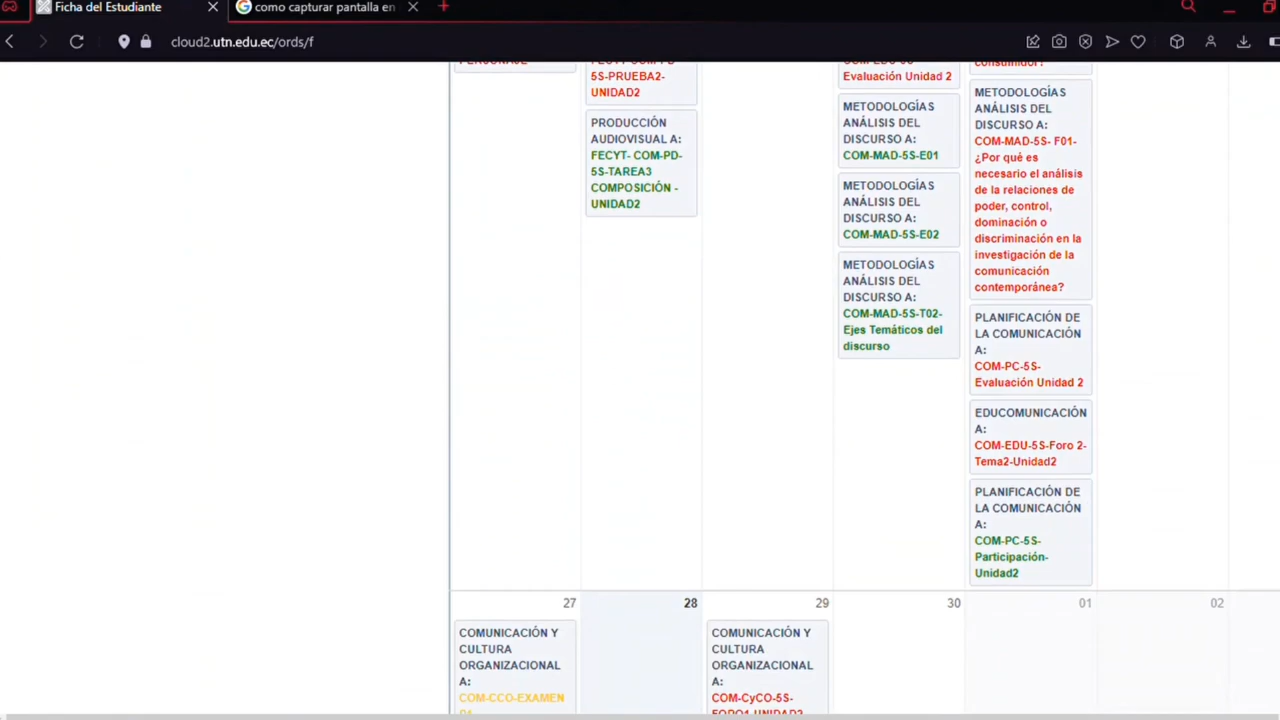 Ficha del Estudiante
como capturar pantalla en
cloud2.utn.edu.ec/ords/f
5S-PRUEBA2-
UNIDAD2
PRODUCCIÓN
AUDIOVISUAL A:
FECYT- COM-PD-
5S-TAREA3
COMPOSICIÓN -
UNIDAD2
Evaluación Unidad 2
METODOLOGÍAS
ANÁLISIS DEL
DISCURSO A:
COM-MAD-5S-E01
METODOLOGÍAS
ANÁLISIS DEL
DISCURSO A:
COM-MAD-5S-E02
METODOLOGÍAS
ANÁLISIS DEL
DISCURSO A:
COM-MAD-5S-T02-
Ejes Temáticos del
discurso
consumidor?
METODOLOGÍAS
ANÁLISIS DEL
DISCURSO A:
COM-MAD-5S- F01-
¿Por qué es
necesario el análisis
de la relaciones de
poder, control,
dominación o
discriminación en la
investigación de la
comunicación
contemporánea?
PLANIFICACIÓN DE
LA COMUNICACIÓN
A:
COM-PC-5S-
Evaluación Unidad 2
EDUCOMUNICACIÓN
A:
COM-EDU-5S-Foro 2-
Tema2-Unidad2
PLANIFICACIÓN DE
LA COMUNICACIÓN
A:
COM-PC-5S-
Participación-
Unidad2
27
28
29
30
01
02
COMUNICACIÓN Y
CULTURA
ORGANIZACIONAL
A:
COM-CCO-EXAMEN
COMUNICACIÓN Y
CULTURA
ORGANIZACIONAL
A:
COM-CyCO-5S-
FORO1-UNIDAD2